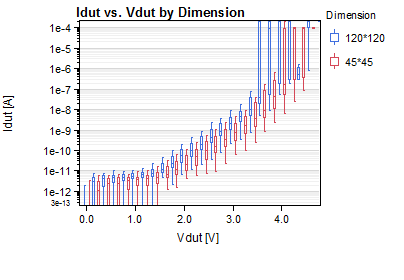 Idut vs. Vdut by Dimension
Dimension
120*120
45*45
1e-4
1e-5
1e-6
1e-7
1e-8
1e-9
1e-10
1e-11
1e-12
3e-13
Idut [A]
0.0 1.0 2.0 3.0 4.0
Vdut [V]